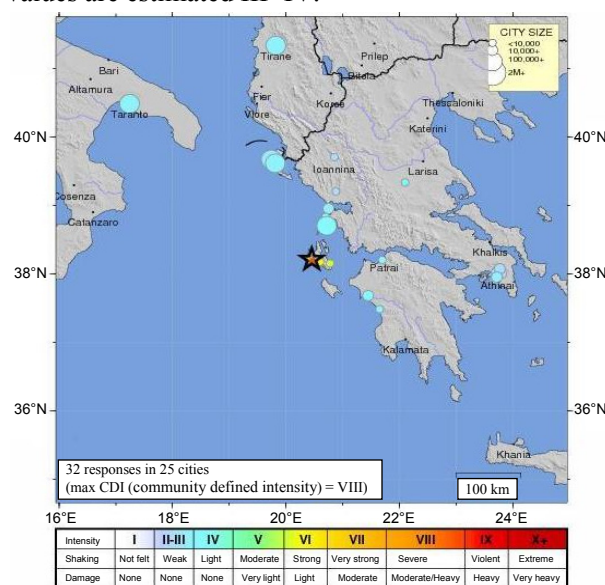 values are estimated III–IV.
CITY SIZE
<10,000
10,000+
100,000+
2M+
Tirane
Prilep
Bitola
Bari
Altamura
Fier
Korce
Thessaloniki
Taranto
Vlore
Katerini
40°N
40°N
Ioannina
Larisa
Cosenza
Catanzaro
Khalkis
38°N
38°N
Patrai
Athinai
Kalamata
36°N
36°N
Khania
32 responses in 25 cities
(max CDI (community defined intensity) = VIII)
100 km
16°E 18°E 20°E 22°E 24°E
Intensity I II-III IV V VI VII VIII IX X+
Shaking Not felt Weak Light Moderate Strong Very strong Severe Violent Extreme
Damage None None None Very light Light Moderate Moderate/Heavy Heavy Very heavy